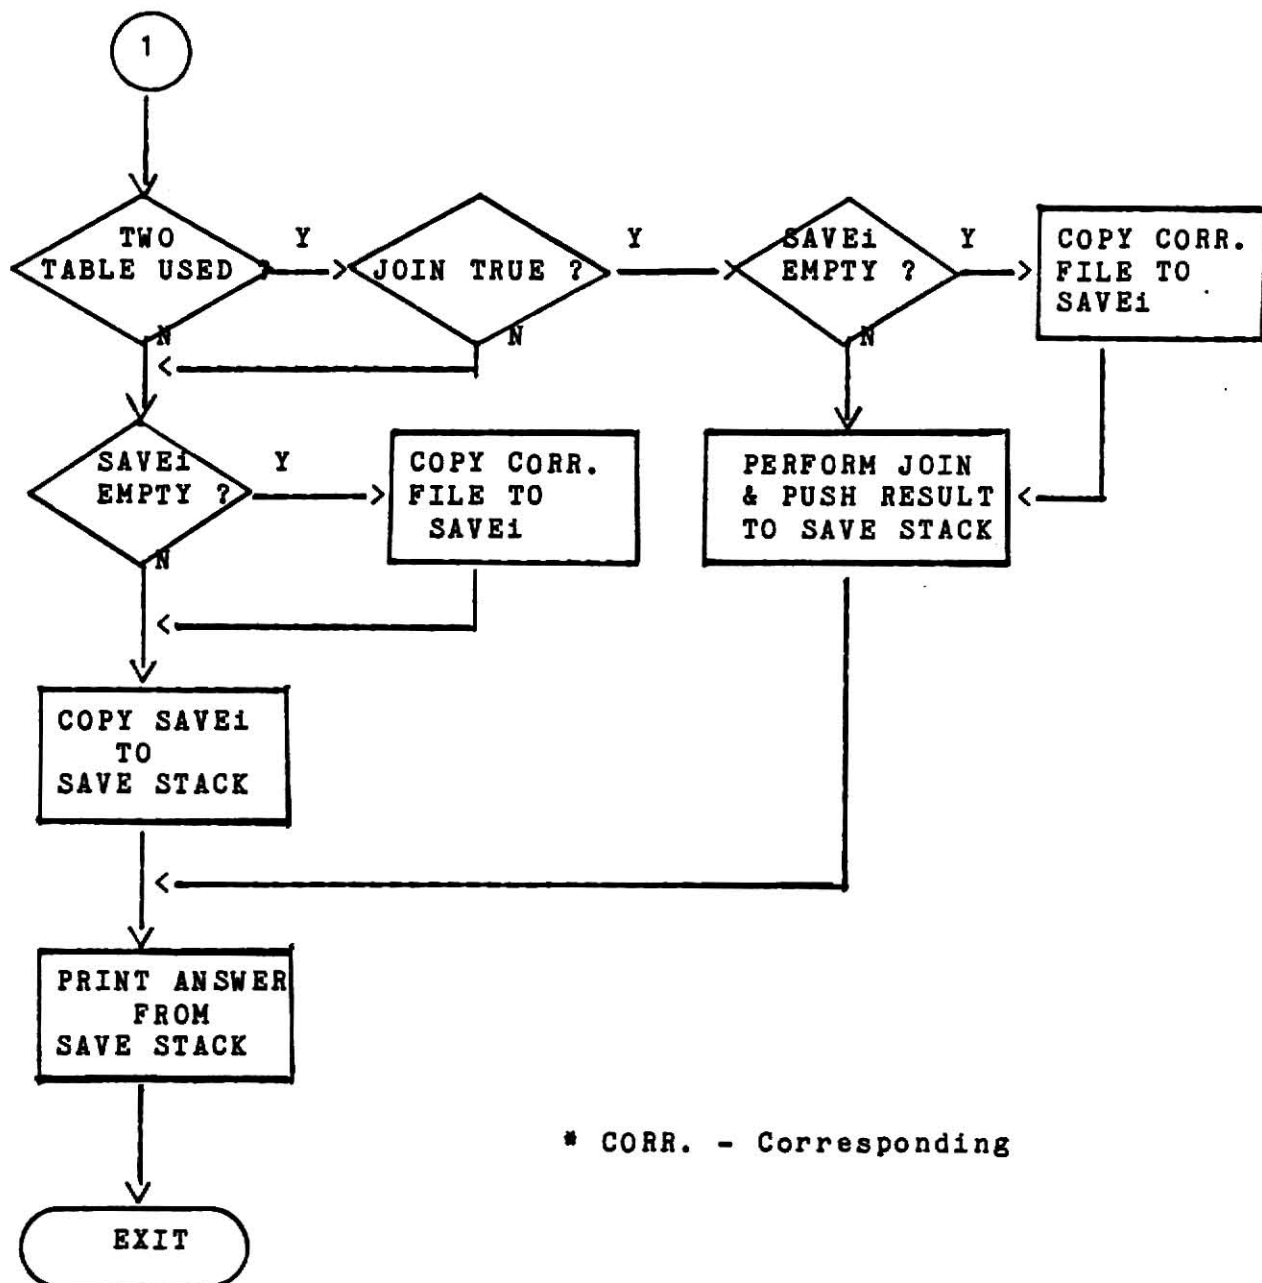 1
TWO
TABLE USED ?
Y
N
JOIN TRUE ?
Y
N
SAVEi
EMPTY ?
Y
N
COPY CORR.
FILE TO
SAVEi
SAVEi
EMPTY ?
Y
N
COPY CORR.
FILE TO
SAVEi
PERFORM JOIN
& PUSH RESULT
TO SAVE STACK
COPY SAVEi
TO
SAVE STACK
PRINT ANSWER
FROM
SAVE STACK
* CORR. - Corresponding
EXIT